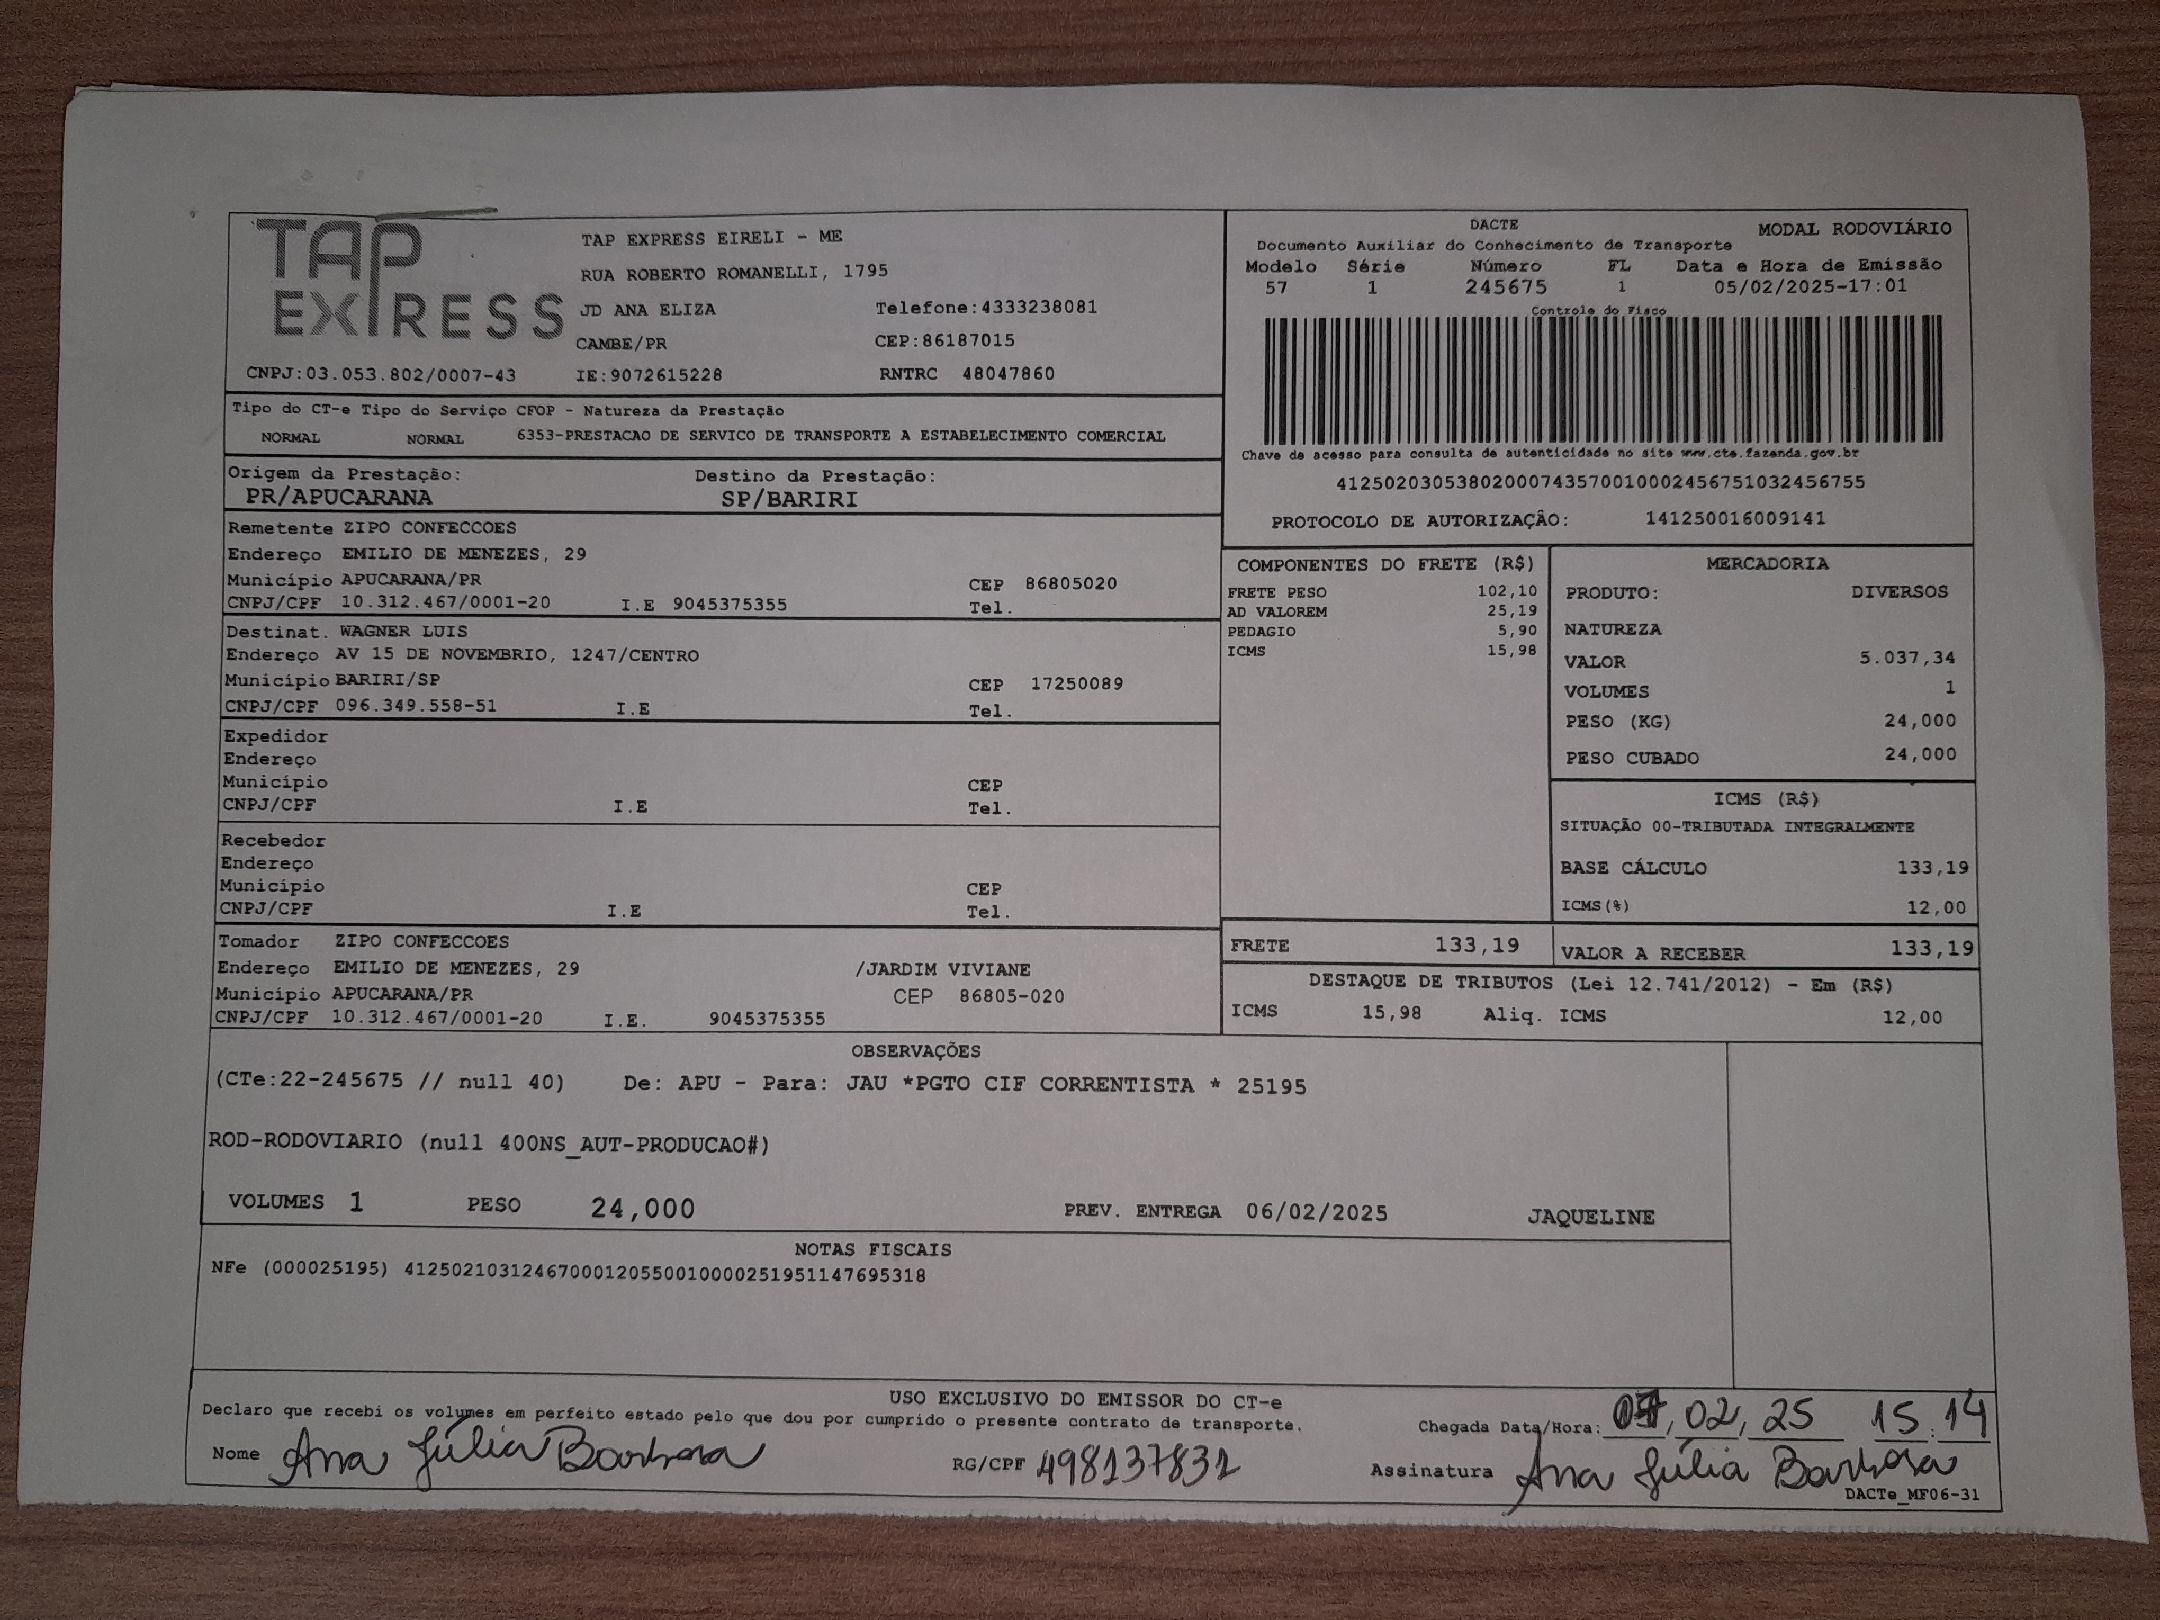 TAP EXPRESS
TAP EXPRESS EIRELI - ME
RUA ROBERTO ROMANELLI, 1795
JD ANA ELIZA Telefone:4333238081
CAMBE/PR CEP:86187015
CNPJ:03.053.802/0007-43 IE:9072615228 RNTRC 48047860
DACTE MODAL RODOVIÁRIO
Documento Auxiliar do Conhecimento de Transporte
Modelo Série Número FL Data e Hora de Emissão
57 1 245675 1 05/02/2025-17:01
Controle do Fisco
Chave de acesso para consulta de autenticidade no site www.cte.fazenda.gov.br
41250203053802000743570010002456751032456755
PROTOCOLO DE AUTORIZAÇÃO: 141250016009141
Tipo do CT-e Tipo do Serviço CFOP - Natureza da Prestação
NORMAL NORMAL 6353-PRESTACAO DE SERVICO DE TRANSPORTE A ESTABELECIMENTO COMERCIAL
Origem da Prestação: Destino da Prestação:
PR/APUCARANA SP/BARIRI
Remetente ZIPO CONFECCOES
Endereço EMILIO DE MENEZES, 29
Município APUCARANA/PR CEP 86805020
CNPJ/CPF 10.312.467/0001-20 I.E 9045375355 Tel.
Destinat. WAGNER LUIS
Endereço AV 15 DE NOVEMBRIO, 1247/CENTRO
Município BARIRI/SP CEP 17250089
CNPJ/CPF 096.349.558-51 I.E Tel.
Expedidor
Endereço
Município CEP
CNPJ/CPF I.E Tel.
Recebedor
Endereço
Município CEP
CNPJ/CPF I.E Tel.
Tomador ZIPO CONFECCOES
Endereço EMILIO DE MENEZES, 29 /JARDIM VIVIANE
Município APUCARANA/PR CEP 86805-020
CNPJ/CPF 10.312.467/0001-20 I.E. 9045375355
COMPONENTES DO FRETE (R$)
FRETE PESO 102,10
AD VALOREM 25,19
PEDAGIO 5,90
ICMS 15,98
MERCADORIA
PRODUTO: DIVERSOS
NATUREZA
VALOR 5.037,34
VOLUMES 1
PESO (KG) 24,000
PESO CUBADO 24,000
ICMS (R$)
SITUAÇÃO 00-TRIBUTADA INTEGRALMENTE
BASE CÁLCULO 133,19
ICMS(%) 12,00
FRETE 133,19 VALOR A RECEBER 133,19
DESTAQUE DE TRIBUTOS (Lei 12.741/2012) - Em (R$)
ICMS 15,98 Aliq. ICMS 12,00
OBSERVAÇÕES
(CTe:22-245675 // null 40) De: APU - Para: JAU *PGTO CIF CORRENTISTA * 25195
ROD-RODOVIARIO (null 400NS_AUT-PRODUCAO#)
VOLUMES 1 PESO 24,000 PREV. ENTREGA 06/02/2025 JAQUELINE
NOTAS FISCAIS
NFe (000025195) 41250210312467000120550010000251951147695318
USO EXCLUSIVO DO EMISSOR DO CT-e
Declaro que recebi os volumes em perfeito estado pelo que dou por cumprido o presente contrato de transporte. Chegada Data/Hora: 07,02,25 15:14
Nome Ana Júlia Barbosa RG/CPF 498137832 Assinatura Ana Júlia Barbosa
DACTe_MF06-31